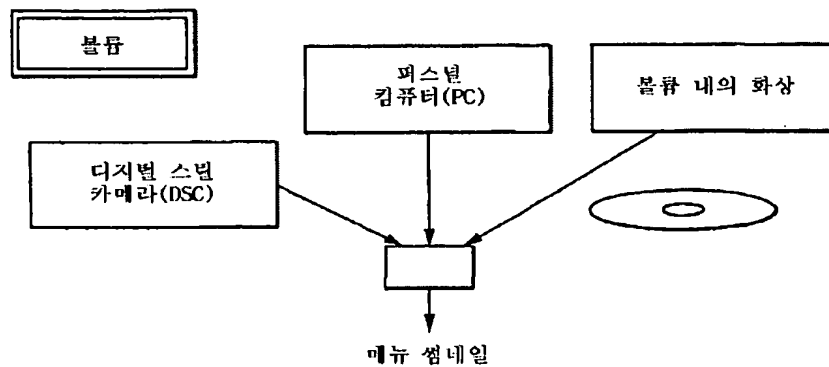 볼륨
퍼스널
컴퓨터(PC)
볼륨 내의 화상
디지털 스틸
카메라(DSC)
메뉴 썸네일